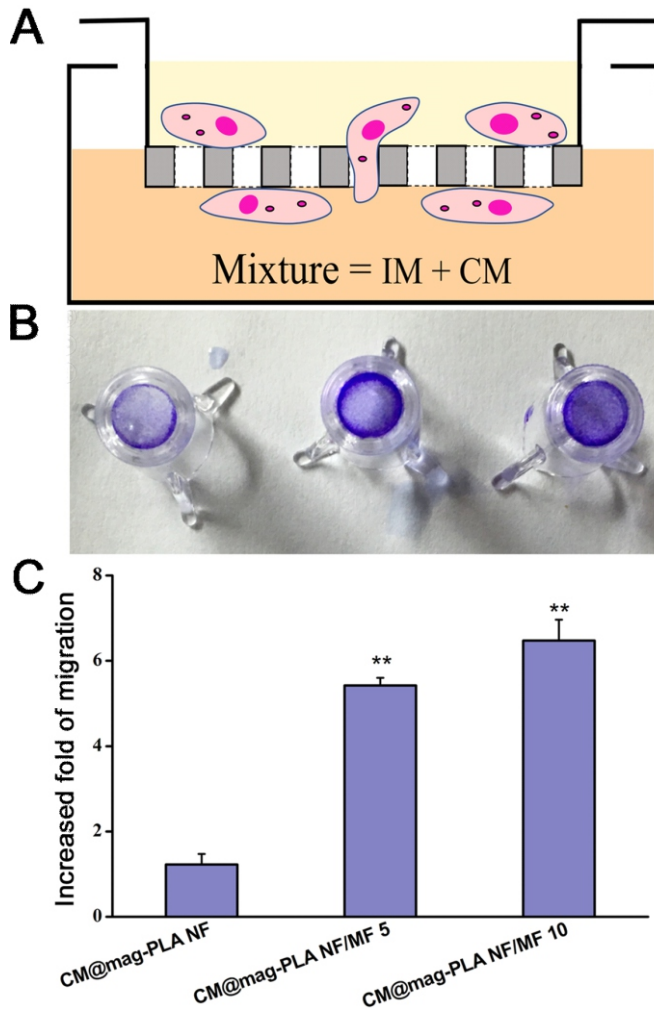 A
Mixture = IM + CM
B
C
Increased fold of migration
8
6
4
2
0
**
**
CM@mag-PLA NF
CM@mag-PLA NF/MF 5
CM@mag-PLA NF/MF 10